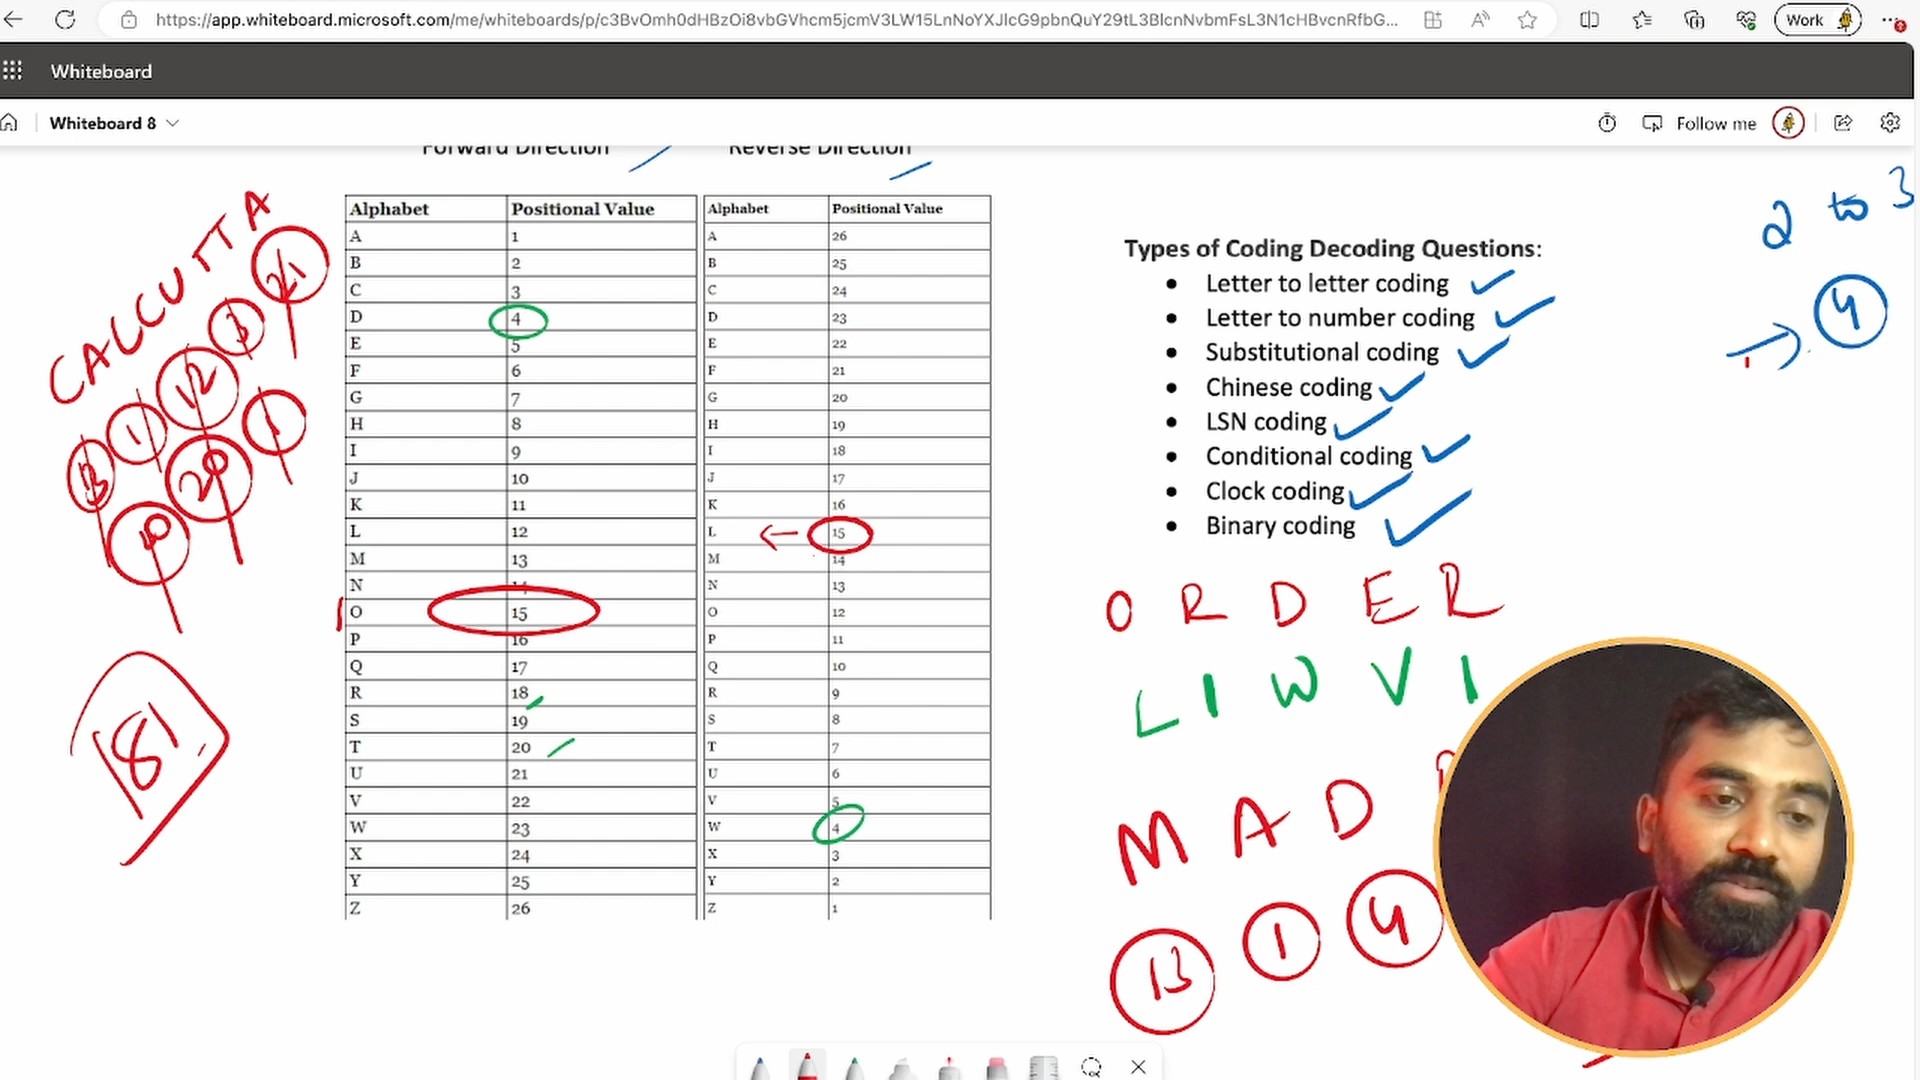 https://app.whiteboard.microsoft.com/me/whiteboards/p/c3BvOmh0dHBzOi8vbGVhcm5jcmV3LW15LnNoYXJlcG9pbnQuY29tL3BlcnNvbmFsL3N1cHBvcnRfbG...
Work
Whiteboard
Whiteboard 8
Follow me
Forward Direction
Reverse Direction
Alphabet Positional Value
A 1
B 2
C 3
D 4
E 5
F 6
G 7
H 8
I 9
J 10
K 11
L 12
M 13
N 14
O 15
P 16
Q 17
R 18
S 19
T 20
U 21
V 22
W 23
X 24
Y 25
Z 26
Alphabet Positional Value
A 26
B 25
C 24
D 23
E 22
F 21
G 20
H 19
I 18
J 17
K 16
L 15
M 14
N 13
O 12
P 11
Q 10
R 9
S 8
T 7
U 6
V 5
W 4
X 3
Y 2
Z 1
CALCUTTA
21
3
12
1
1
20
181
Types of Coding Decoding Questions:
• Letter to letter coding
• Letter to number coding
• Substitutional coding
• Chinese coding
• LSN coding
• Conditional coding
• Clock coding
• Binary coding
2 to 3
4
O R D E R
L I W V I
M A D
13 1 4